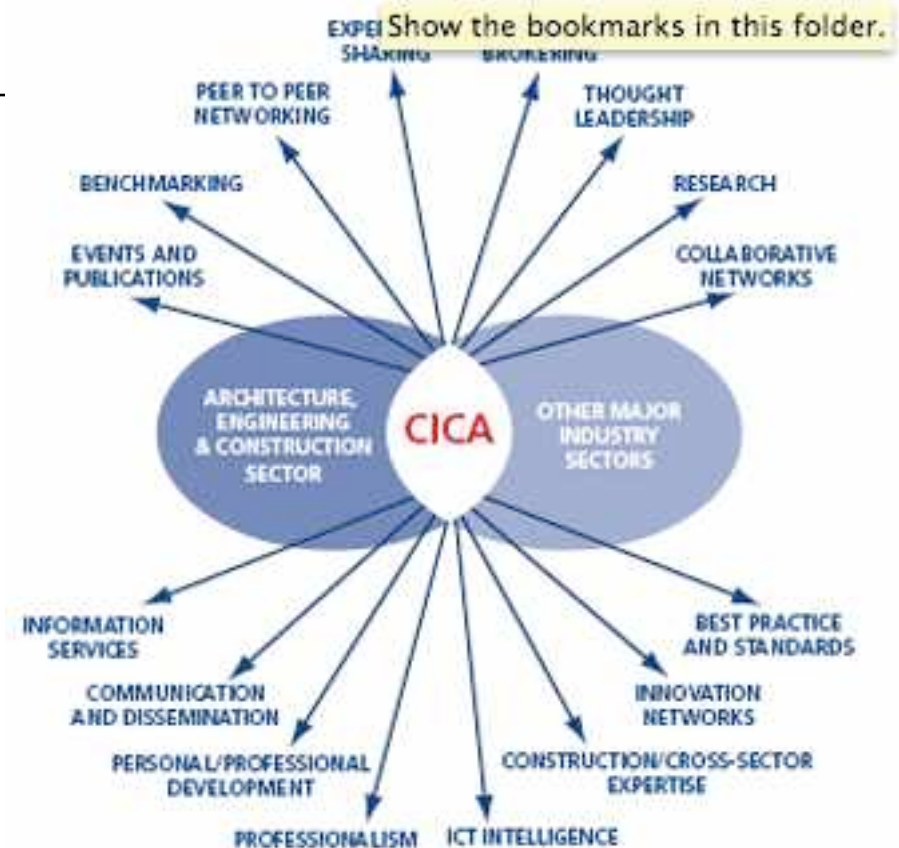 Show the bookmarks in this folder.
SHARING
BROKERING
PEER TO PEER
NETWORKING
THOUGHT
LEADERSHIP
BENCHMARKING
RESEARCH
EVENTS AND
PUBLICATIONS
COLLABORATIVE
NETWORKS
ARCHITECTURE,
ENGINEERING
& CONSTRUCTION
SECTOR
CICA
OTHER MAJOR
INDUSTRY
SECTORS
INFORMATION
SERVICES
BEST PRACTICE
AND STANDARDS
COMMUNICATION
AND DISSEMINATION
INNOVATION
NETWORKS
PERSONAL/PROFESSIONAL
DEVELOPMENT
CONSTRUCTION/CROSS-SECTOR
EXPERTISE
PROFESSIONALISM
ICT INTELLIGENCE